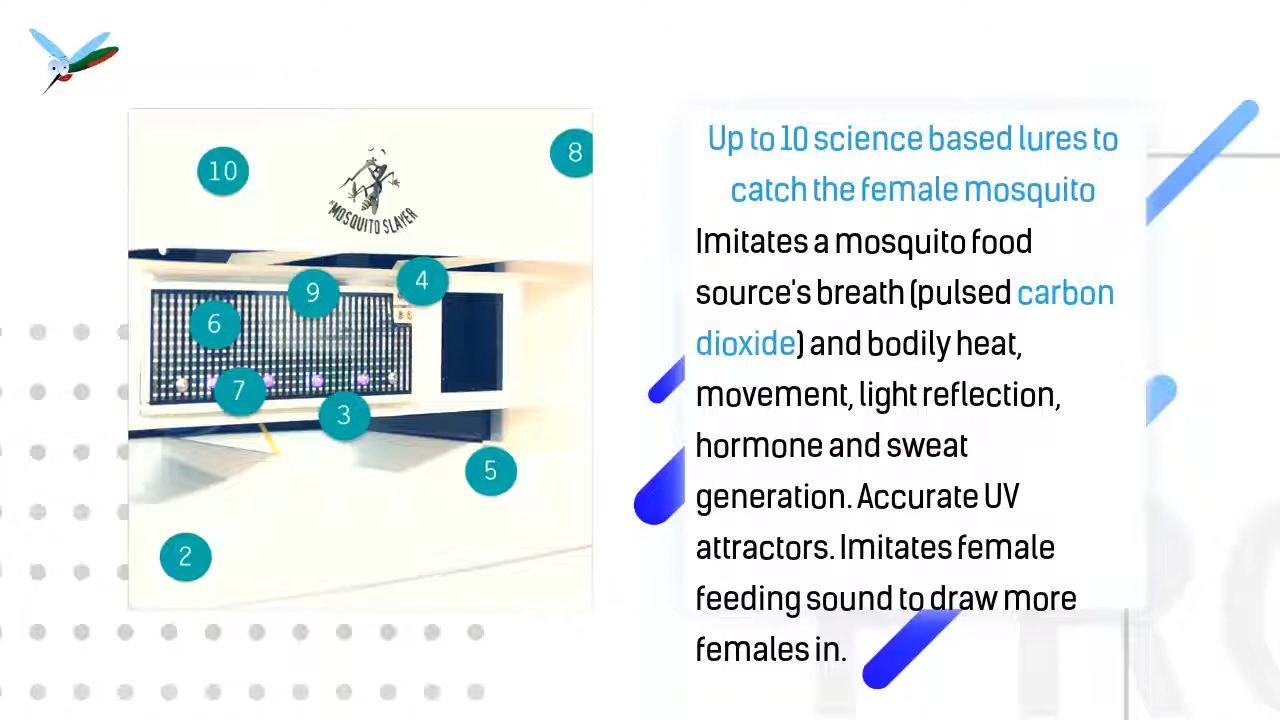 10
8
MOSQUITO SLAYER
9
4
6
7
3
5
2
Up to 10 science based lures to
catch the female mosquito
Imitates a mosquito food
source's breath (pulsed carbon
dioxide) and bodily heat,
movement, light reflection,
hormone and sweat
generation. Accurate UV
attractors. Imitates female
feeding sound to draw more
females in.